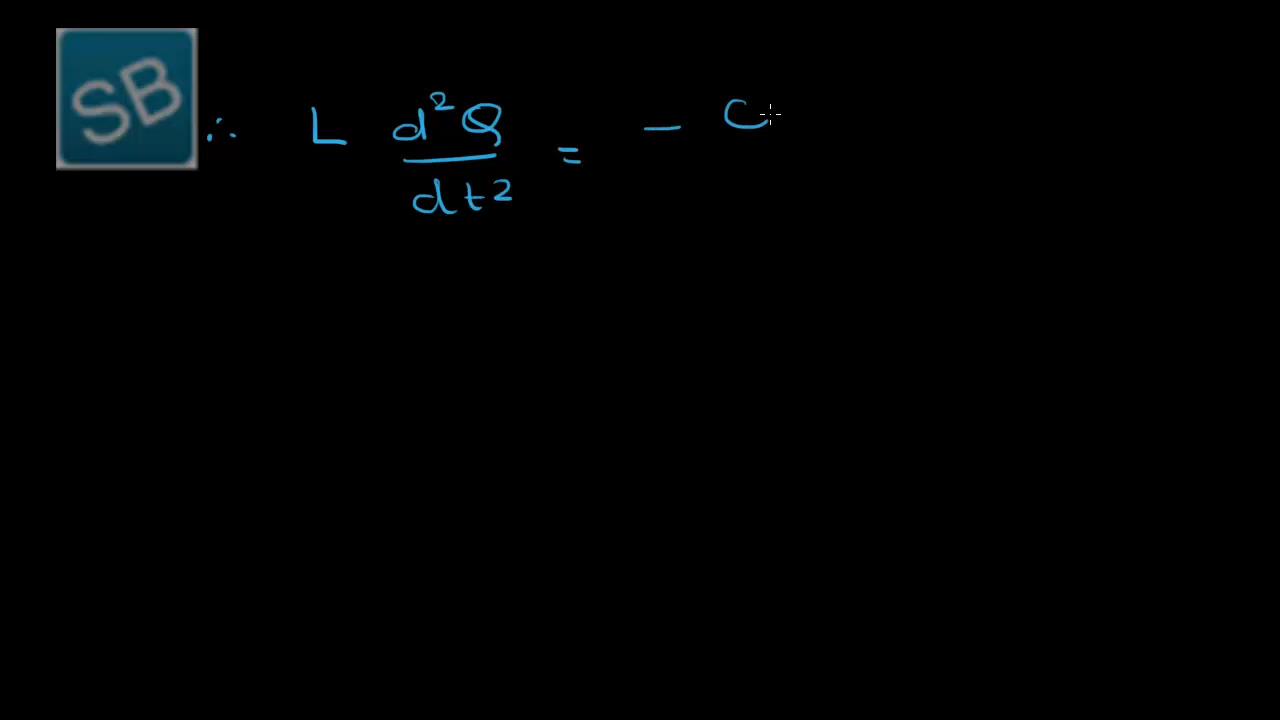 SB
∴ L d²Q/dt² = - C